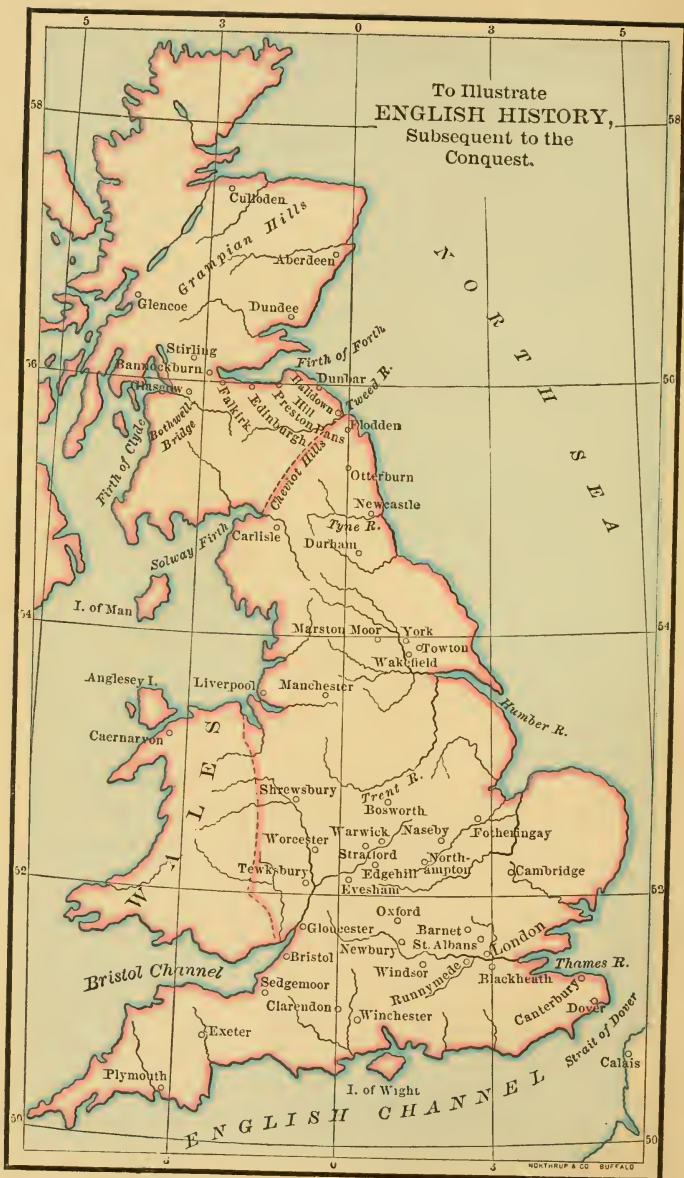 5 3 0 3 5
To Illustrate
ENGLISH HISTORY,
Subsequent to the
Conquest.
58 58
Culloden
Grampian Hills
Aberdeen
NORTH SEA
Glencoe
Dundee
Stirling
Firth of Forth
56 Bannockburn 56
Dunbar
Glasgow
Halidown
Hill
Tweed R.
Falkirk
Edinburgh
Preston Pans
Flodden
Bothwell
Bridge
Firth of Clyde
Cheviot Hills
Otterburn
Newcastle
Tyne R.
Solway Firth
Carlisle
Durham
I. of Man
54 54
Marston Moor
York
Towton
Wakefield
Anglesey I.
Liverpool
Manchester
Humber R.
Caernarvon
WALES
Trent R.
Shrewsbury
Bosworth
Warwick
Naseby
Fotheringay
Worcester
Stratford
North-
ampton
Tewksbury
Edgehill
Cambridge
52 52
Evesham
Oxford
Gloucester
Barnet
London
Newbury
St. Albans
Bristol
Thames R.
Bristol Channel
Windsor
Runnymede
Blackheath
Sedgemoor
Canterbury
Clarendon
Dover
Winchester
Strait of Dover
Exeter
Calais
Plymouth
I. of Wight
ENGLISH CHANNEL
50 50
3 0 3
NORTHRUP & CO BUFFALO